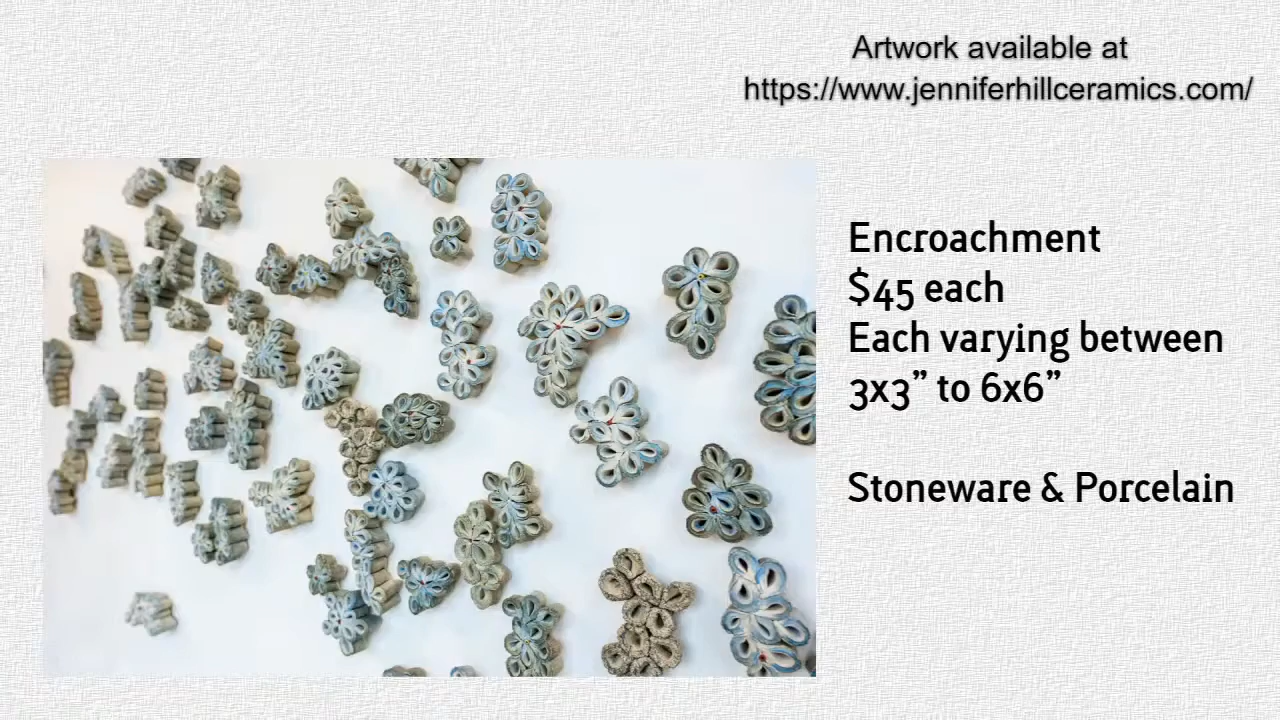 Artwork available at
https://www.jenniferhillceramics.com/
Encroachment
$45 each
Each varying between
3x3” to 6x6”
Stoneware & Porcelain